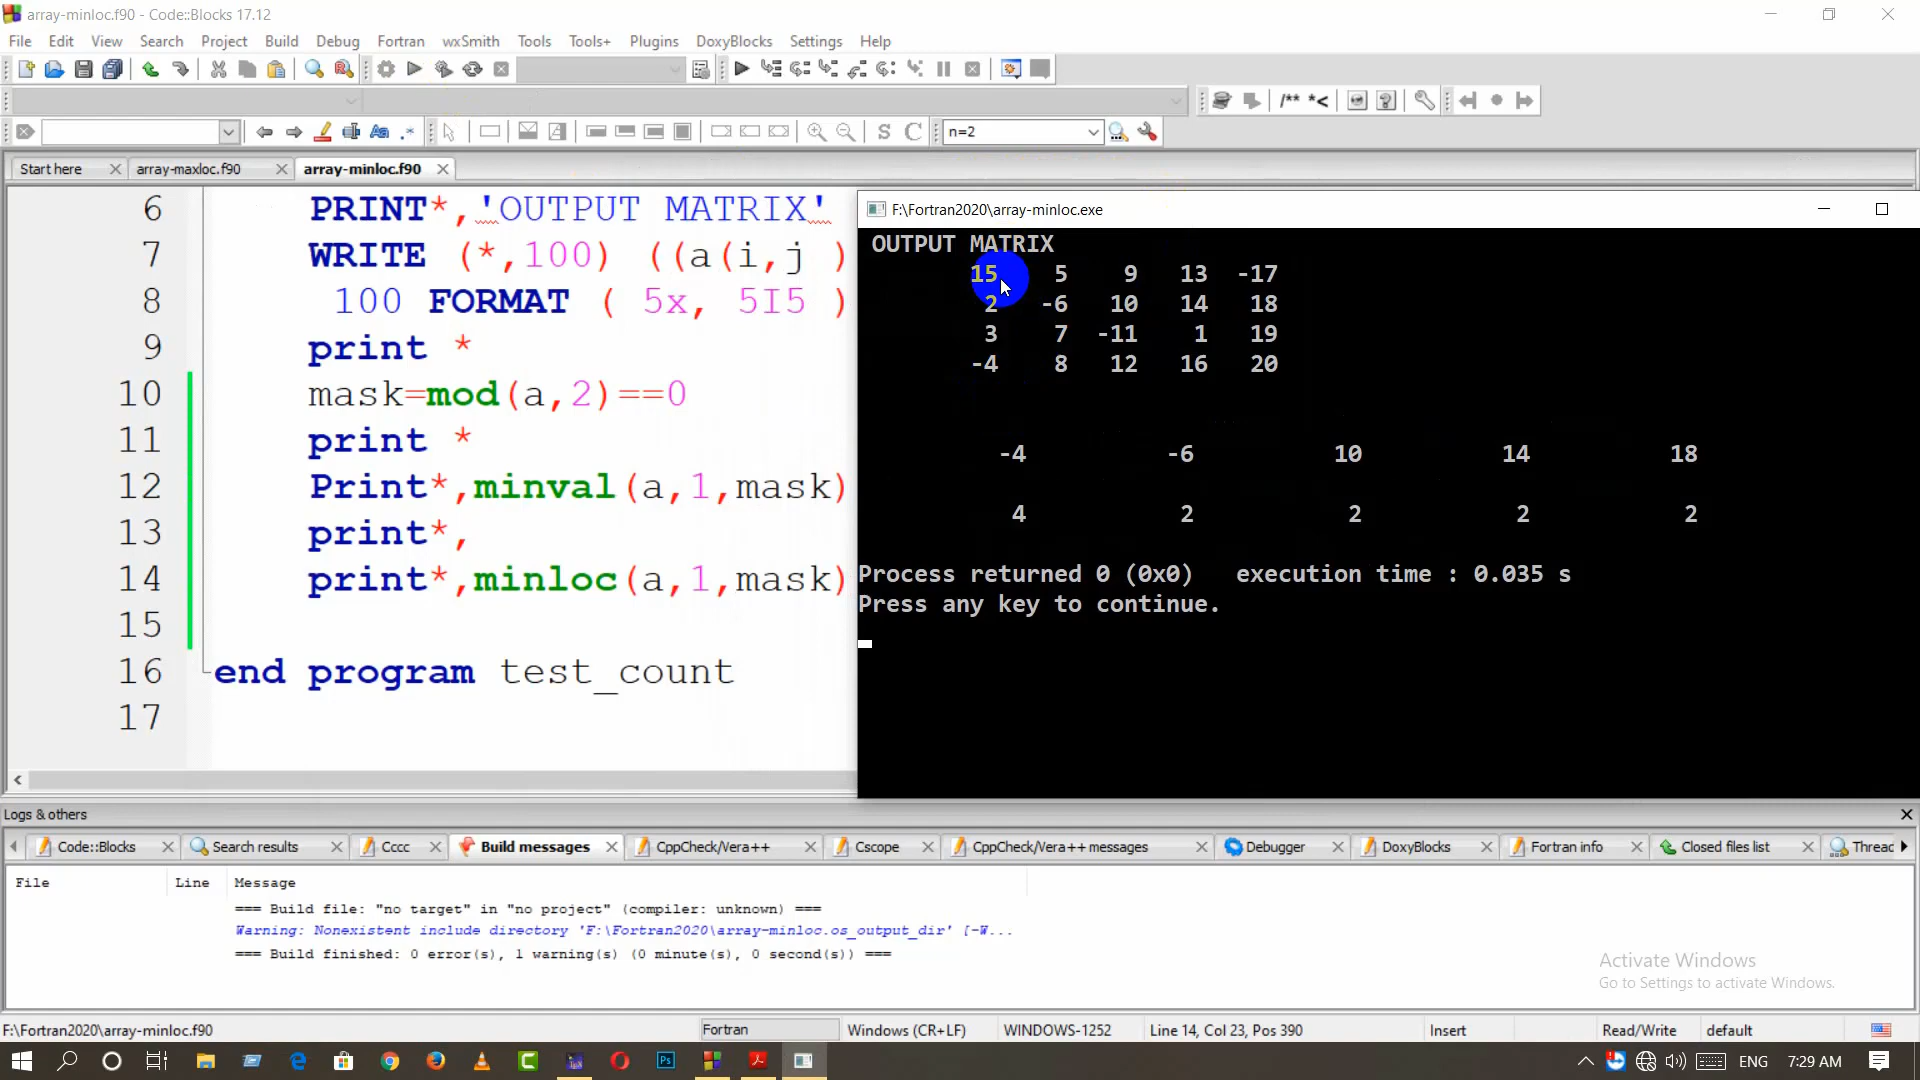 array-minloc.f90 - Code::Blocks 17.12
File Edit View Search Project Build Debug Fortran wxSmith Tools Tools+ Plugins DoxyBlocks Settings Help
/** *<
S C n=2
Start here array-maxloc.f90 array-minloc.f90
6 PRINT*,'OUTPUT MATRIX'
7 WRITE (*,100) ((a(i,j )
8 100 FORMAT ( 5x, 5I5 )
9 print *
10 mask=mod(a,2)==0
11 print *
12 Print*,minval(a,1,mask)
13 print*,
14 print*,minloc(a,1,mask)
15
16 end program test_count
17
F:\Fortran2020\array-minloc.exe
OUTPUT MATRIX
15 5 9 13 -17
2 -6 10 14 18
3 7 -11 1 19
-4 8 12 16 20
-4 -6 10 14 18
4 2 2 2 2
Process returned 0 (0x0) execution time : 0.035 s
Press any key to continue.
Logs & others
Code::Blocks Search results Cccc Build messages CppCheck/Vera++ Cscope CppCheck/Vera++ messages Debugger DoxyBlocks Fortran info Closed files list Threac
File Line Message
=== Build file: "no target" in "no project" (compiler: unknown) ===
Warning: Nonexistent include directory 'F:\Fortran2020\array-minloc.os_output_dir' [-W...
=== Build finished: 0 error(s), 1 warning(s) (0 minute(s), 0 second(s)) ===
Activate Windows
Go to Settings to activate Windows.
F:\Fortran2020\array-minloc.f90 Fortran Windows (CR+LF) WINDOWS-1252 Line 14, Col 23, Pos 390 Insert Read/Write default
Ps ENG 7:29 AM